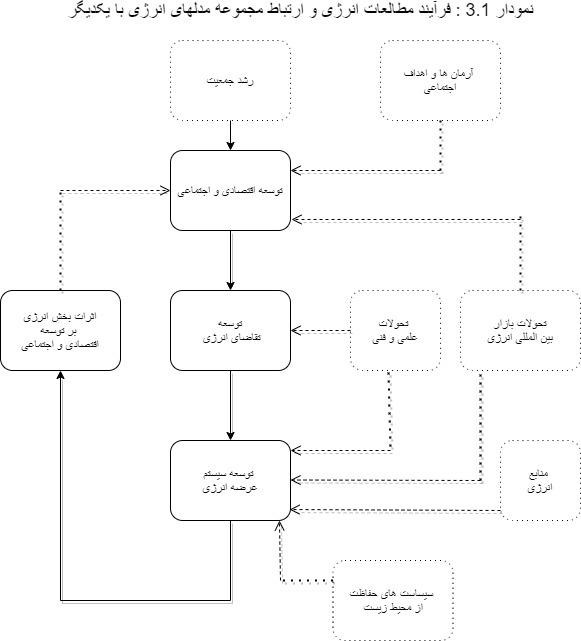 نمودار 3.1 : فرآیند مطالعات انرژی و ارتباط مجموعه مدلهای انرژی با یکدیگر
آرمان ها و اهداف
اجتماعی
رشد جمعیت
توسعه اقتصادی و اجتماعی
تحولات بازار
بین المللی انرژی
تحولات
علمی و فنی
توسعه
تقاضای انرژی
اثرات بخش انرژی
بر توسعه
اقتصادی و اجتماعی
منابع
انرژی
توسعه سیستم
عرضه انرژی
سیساست های حفاظت
از محیط زیست